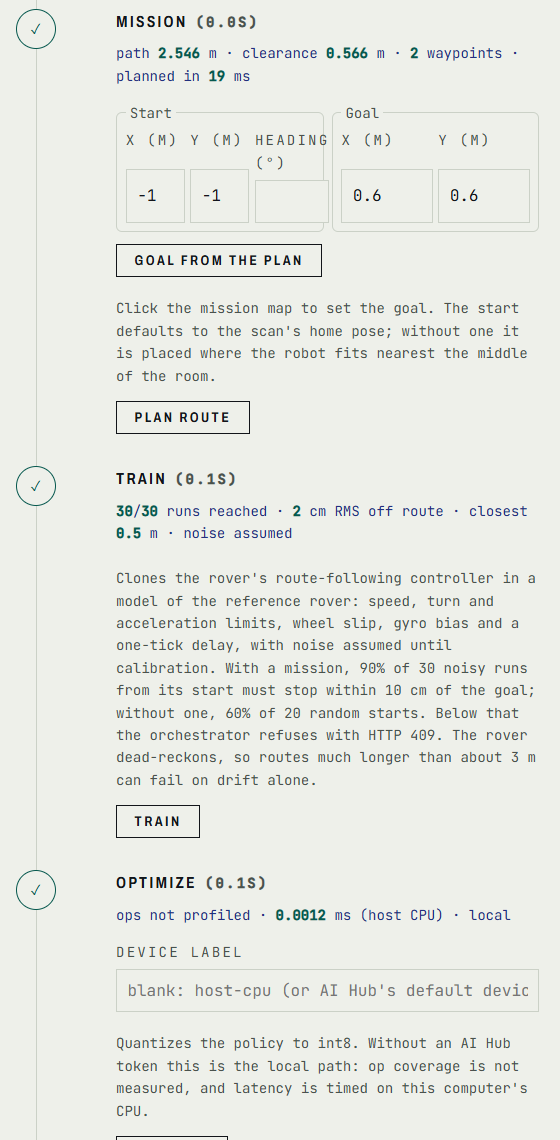 MISSION (0.0S)
path 2.546 m · clearance 0.566 m · 2 waypoints ·
planned in 19 ms
Start
Goal
X (M) Y (M) HEADING (°)
X (M) Y (M)
-1 -1
0.6 0.6
GOAL FROM THE PLAN
Click the mission map to set the goal. The start
defaults to the scan's home pose; without one it
is placed where the robot fits nearest the middle
of the room.
PLAN ROUTE
TRAIN (0.1S)
30/30 runs reached · 2 cm RMS off route · closest
0.5 m · noise assumed
Clones the rover's route-following controller in a
model of the reference rover: speed, turn and
acceleration limits, wheel slip, gyro bias and a
one-tick delay, with noise assumed until
calibration. With a mission, 90% of 30 noisy runs
from its start must stop within 10 cm of the goal;
without one, 60% of 20 random starts. Below that
the orchestrator refuses with HTTP 409. The rover
dead-reckons, so routes much longer than about 3 m
can fail on drift alone.
TRAIN
OPTIMIZE (0.1S)
ops not profiled · 0.0012 ms (host CPU) · local
DEVICE LABEL
blank: host-cpu (or AI Hub's default devic
Quantizes the policy to int8. Without an AI Hub
token this is the local path: op coverage is not
measured, and latency is timed on this computer's
CPU.